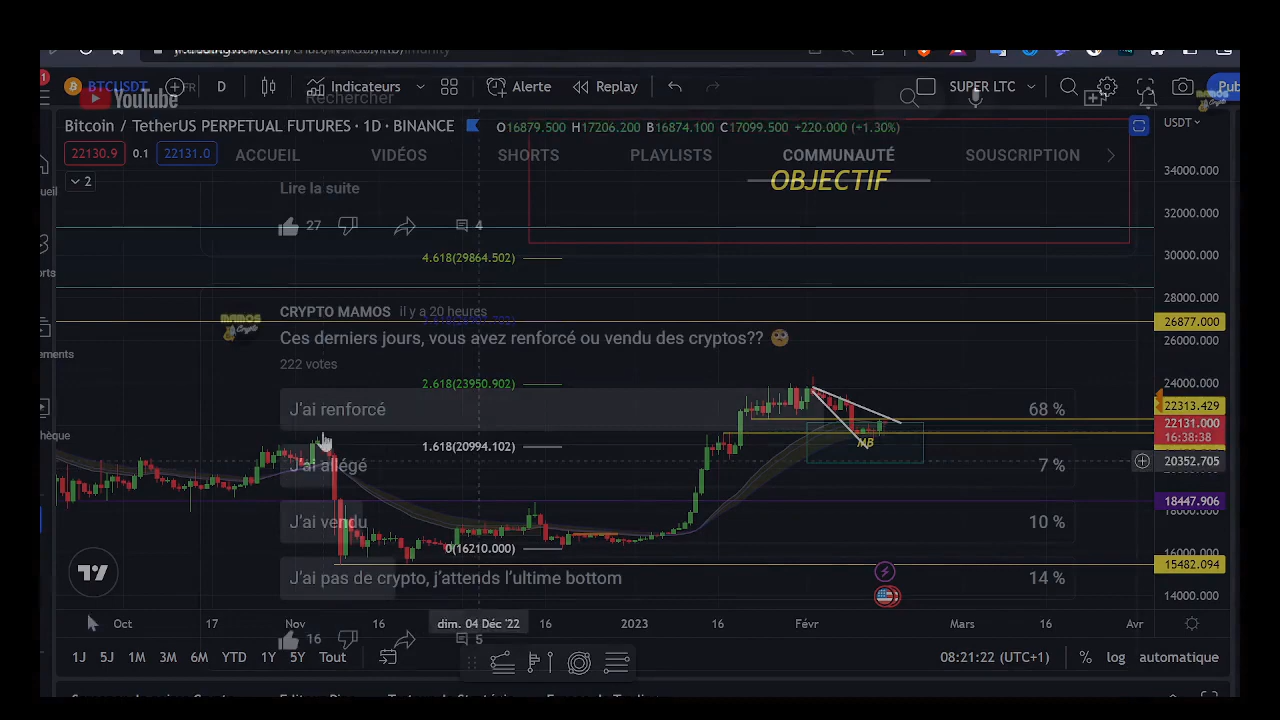 BTCUSDT
FR
D
Indicateurs
Alerte
Replay
SUPER LTC
Pub
YouTube
Rechercher
Bitcoin / TetherUS PERPETUAL FUTURES · 1D · BINANCE
O16879.500 H17206.200 B16874.100 C17099.500 +220.000 (+1.30%)
USDT
22130.9 0.1 22131.0
ACCUEIL VIDÉOS SHORTS PLAYLISTS COMMUNAUTÉ SOUSCRIPTION
OBJECTIF
2
Lire la suite
27
4
34000.000
32000.000
30000.000
4.618(29864.502)
28000.000
CRYPTO MAMOS il y a 20 heures
26877.000
Ces derniers jours, vous avez renforcé ou vendu des cryptos??
26000.000
222 votes
2.618(23950.902)
24000.000
J'ai renforcé 68 %
22313.429
22131.000
16:38:38
MB
1.618(20994.102)
J'ai allégé 7 %
20352.705
18447.906
18000.000
J'ai vendu 10 %
0(16210.000)
16000.000
15482.094
J'ai pas de crypto, j'attends l'ultime bottom 14 %
14000.000
Oct 17 Nov 16 dim. 04 Déc '22 16 2023 16 Févr Mars 16 Avr
16
5
1J 5J 1M 3M 6M YTD 1Y 5Y Tout
08:21:22 (UTC+1) % log automatique